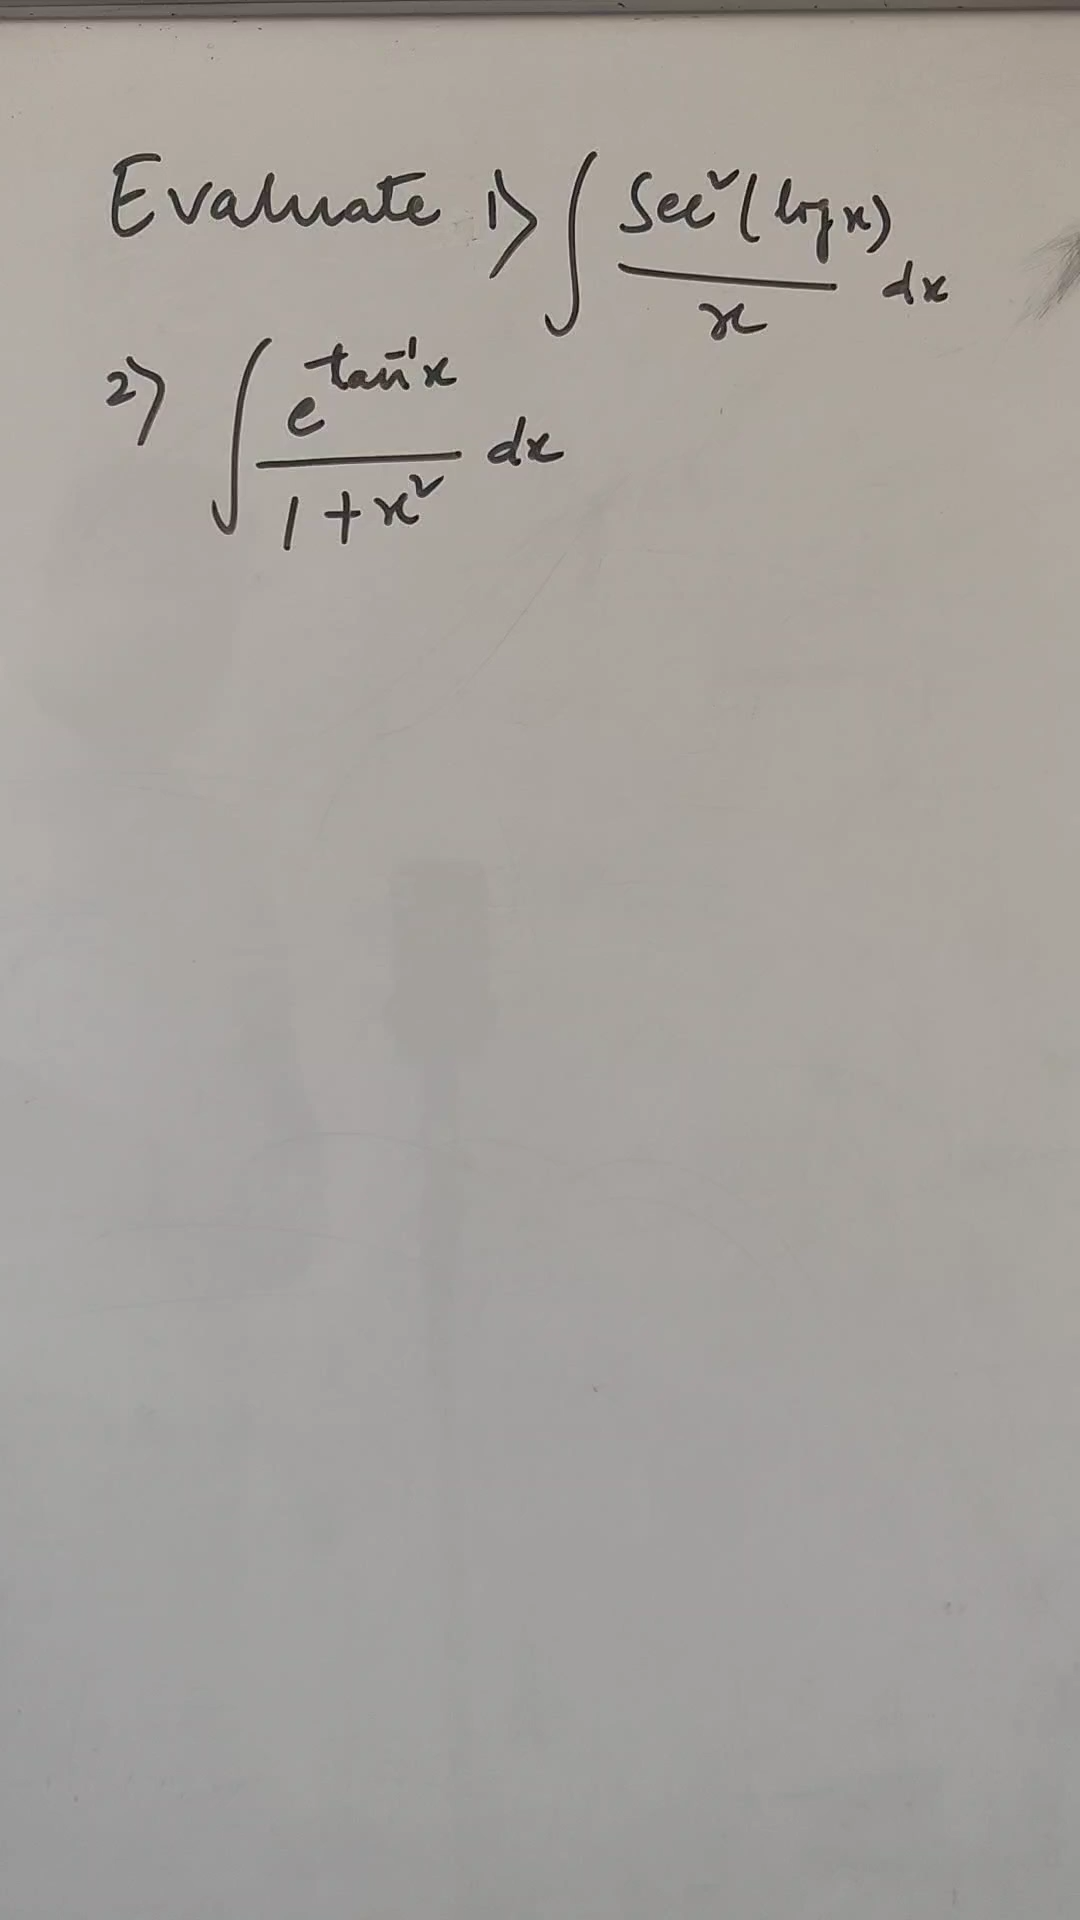 Evaluate 1) ∫ Sec²(log x) / x dx
2) ∫ e^(tan⁻¹x) / 1+x² dx